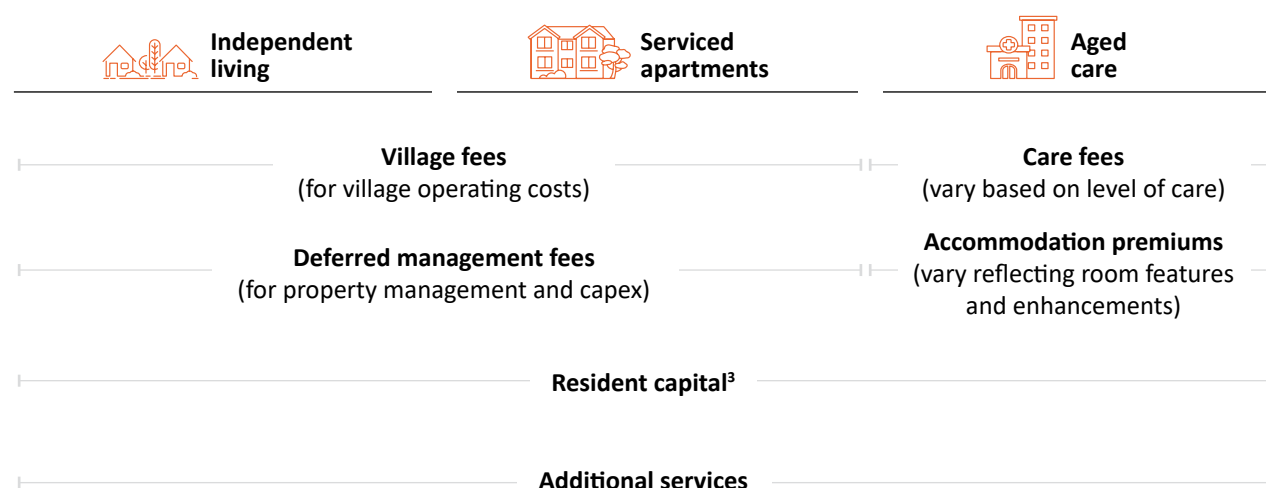 Independent
living
Serviced
apartments
Aged
care
Village fees
(for village operating costs)
Care fees
(vary based on level of care)
Deferred management fees
(for property management and capex)
Accommodation premiums
(vary reflecting room features
and enhancements)
Resident capital³
Additional services